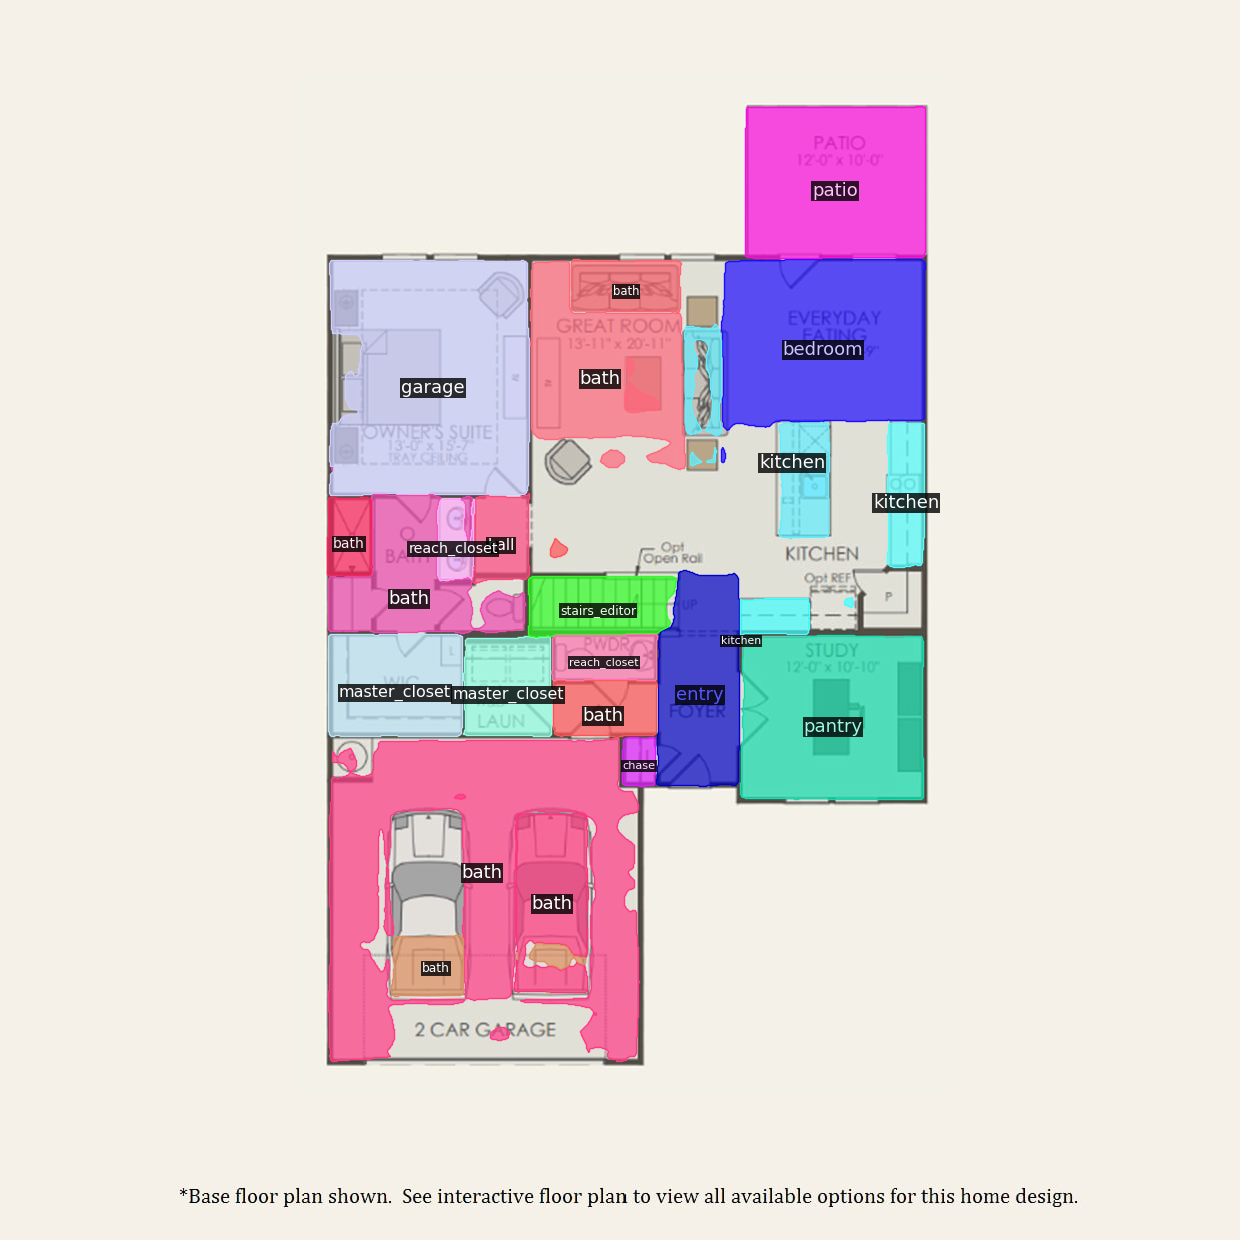 PATIO
12'-0" x 10'-0"
patio
bath
GREAT ROOM
13'-11" x 20'-11"
EVERYDAY
EATING
bedroom
bath
garage
OWNER'S SUITE
13'-0" x 15'-7"
TRAY CEILING
kitchen
kitchen
bath
reach_closet
BATH
KITCHEN
Opt
Open Rail
Opt REF
P
bath
stairs_editor
UP
kitchen
PWDR
reach_closet
STUDY
12'-0" x 10'-10"
WIC
L
master_closet
master_closet
LAUN
bath
entry
FOYER
pantry
chase
bath
bath
bath
2 CAR GARAGE
*Base floor plan shown.  See interactive floor plan to view all available options for this home design.